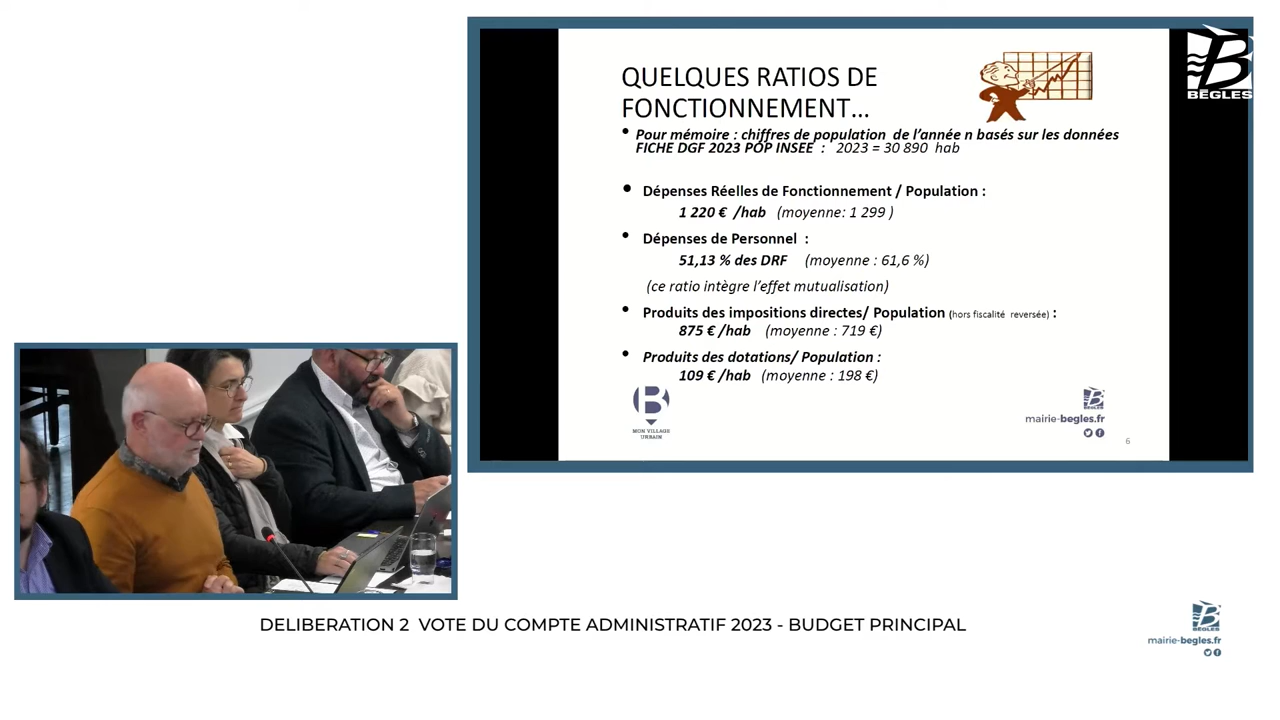 QUELQUES RATIOS DE
FONCTIONNEMENT...
• Pour mémoire : chiffres de population de l'année n basés sur les données
FICHE DGF 2023 POP INSEE : 2023 = 30 890 hab
• Dépenses Réelles de Fonctionnement / Population :
1 220 € /hab (moyenne: 1 299 )
• Dépenses de Personnel :
51,13 % des DRF (moyenne : 61,6 %)
(ce ratio intègre l'effet mutualisation)
• Produits des impositions directes/ Population (hors fiscalité reversée) :
875 € /hab (moyenne : 719 €)
• Produits des dotations/ Population :
109 € /hab (moyenne : 198 €)
B
MON VILLAGE
URBAIN
mairie-begles.fr
6
B
BÈGLES
DELIBERATION 2 VOTE DU COMPTE ADMINISTRATIF 2023 - BUDGET PRINCIPAL
B
BÈGLES
mairie-begles.fr